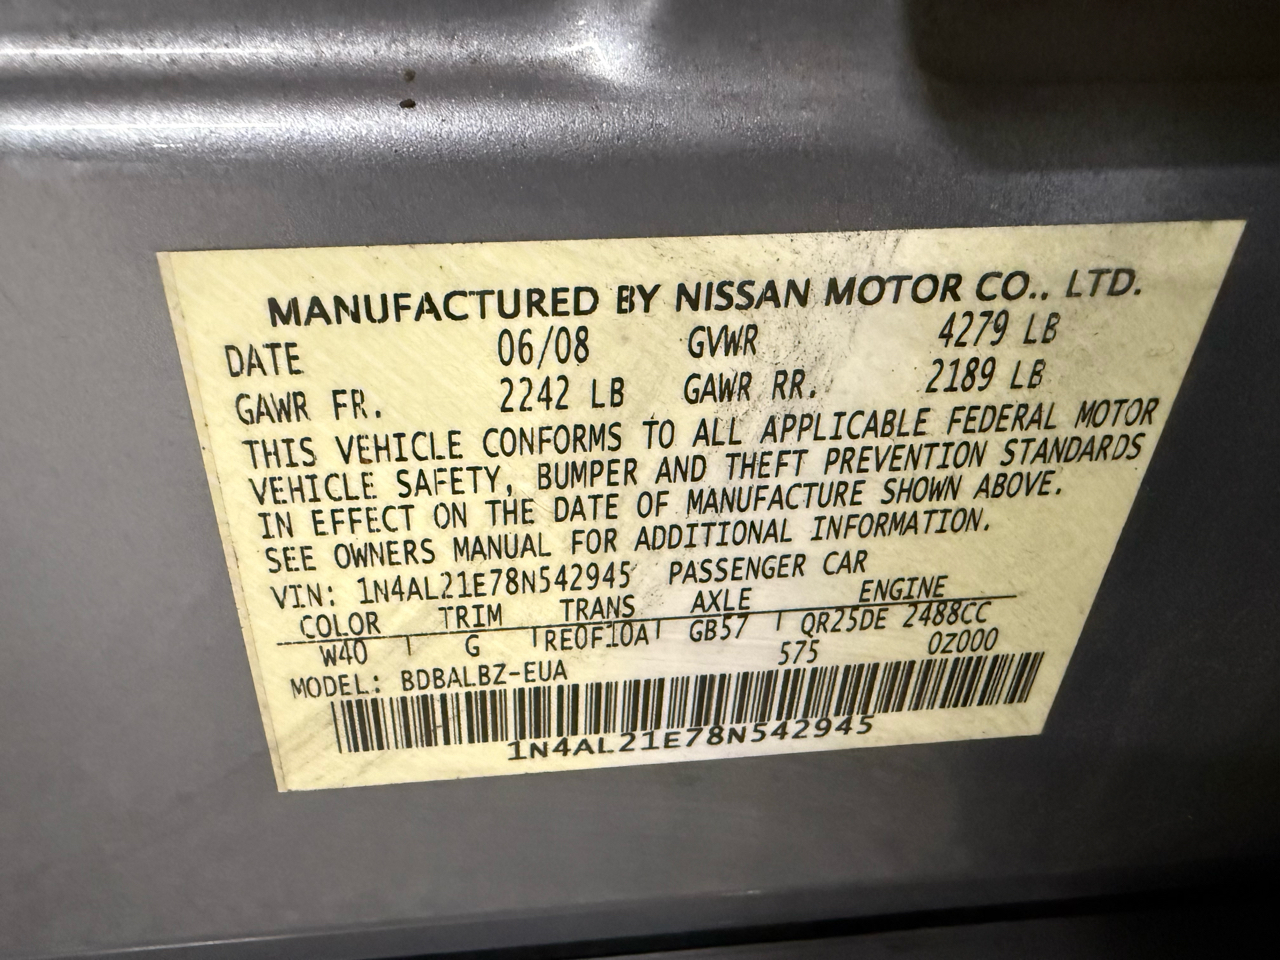 MANUFACTURED BY NISSAN MOTOR CO., LTD.
DATE 06/08 GVWR 4279 LB
GAWR FR. 2242 LB GAWR RR. 2189 LB
THIS VEHICLE CONFORMS TO ALL APPLICABLE FEDERAL MOTOR
VEHICLE SAFETY, BUMPER AND THEFT PREVENTION STANDARDS
IN EFFECT ON THE DATE OF MANUFACTURE SHOWN ABOVE.
SEE OWNERS MANUAL FOR ADDITIONAL INFORMATION.
VIN: 1N4AL21E78N542945 PASSENGER CAR
COLOR TRIM TRANS AXLE ENGINE
W40 G RE0F10A GB57 QR25DE 2488CC
575 0Z000
MODEL: BDBALBZ-EUA
1N4AL21E78N542945